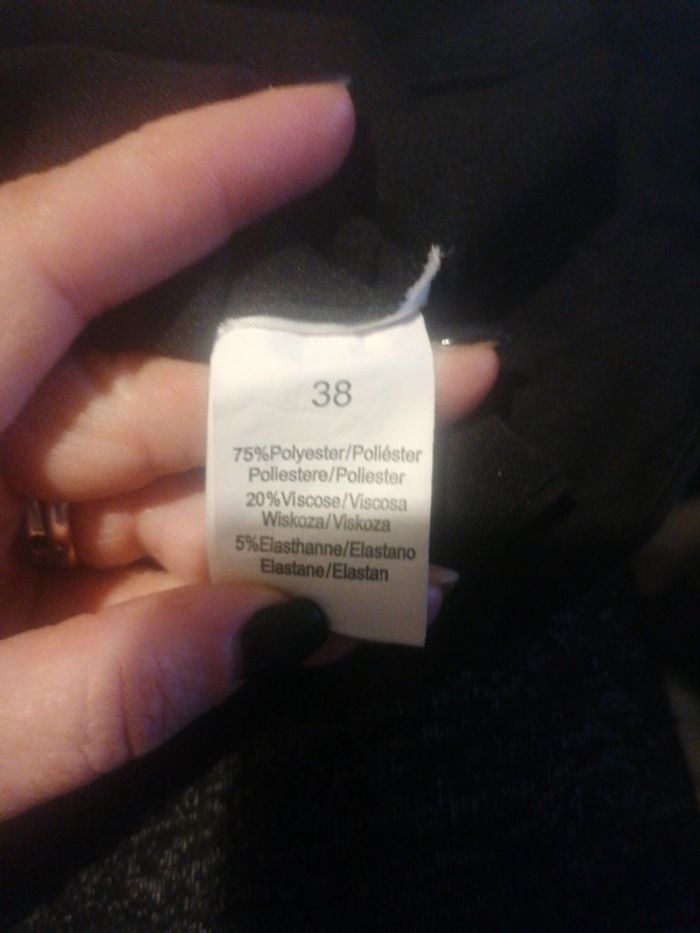 38
75%Polyester/Poliéster
Poliestere/Poliester
20%Viscose/Viscosa
Wiskoza/Viskoza
5%Elasthanne/Elastano
Elastane/Elastan